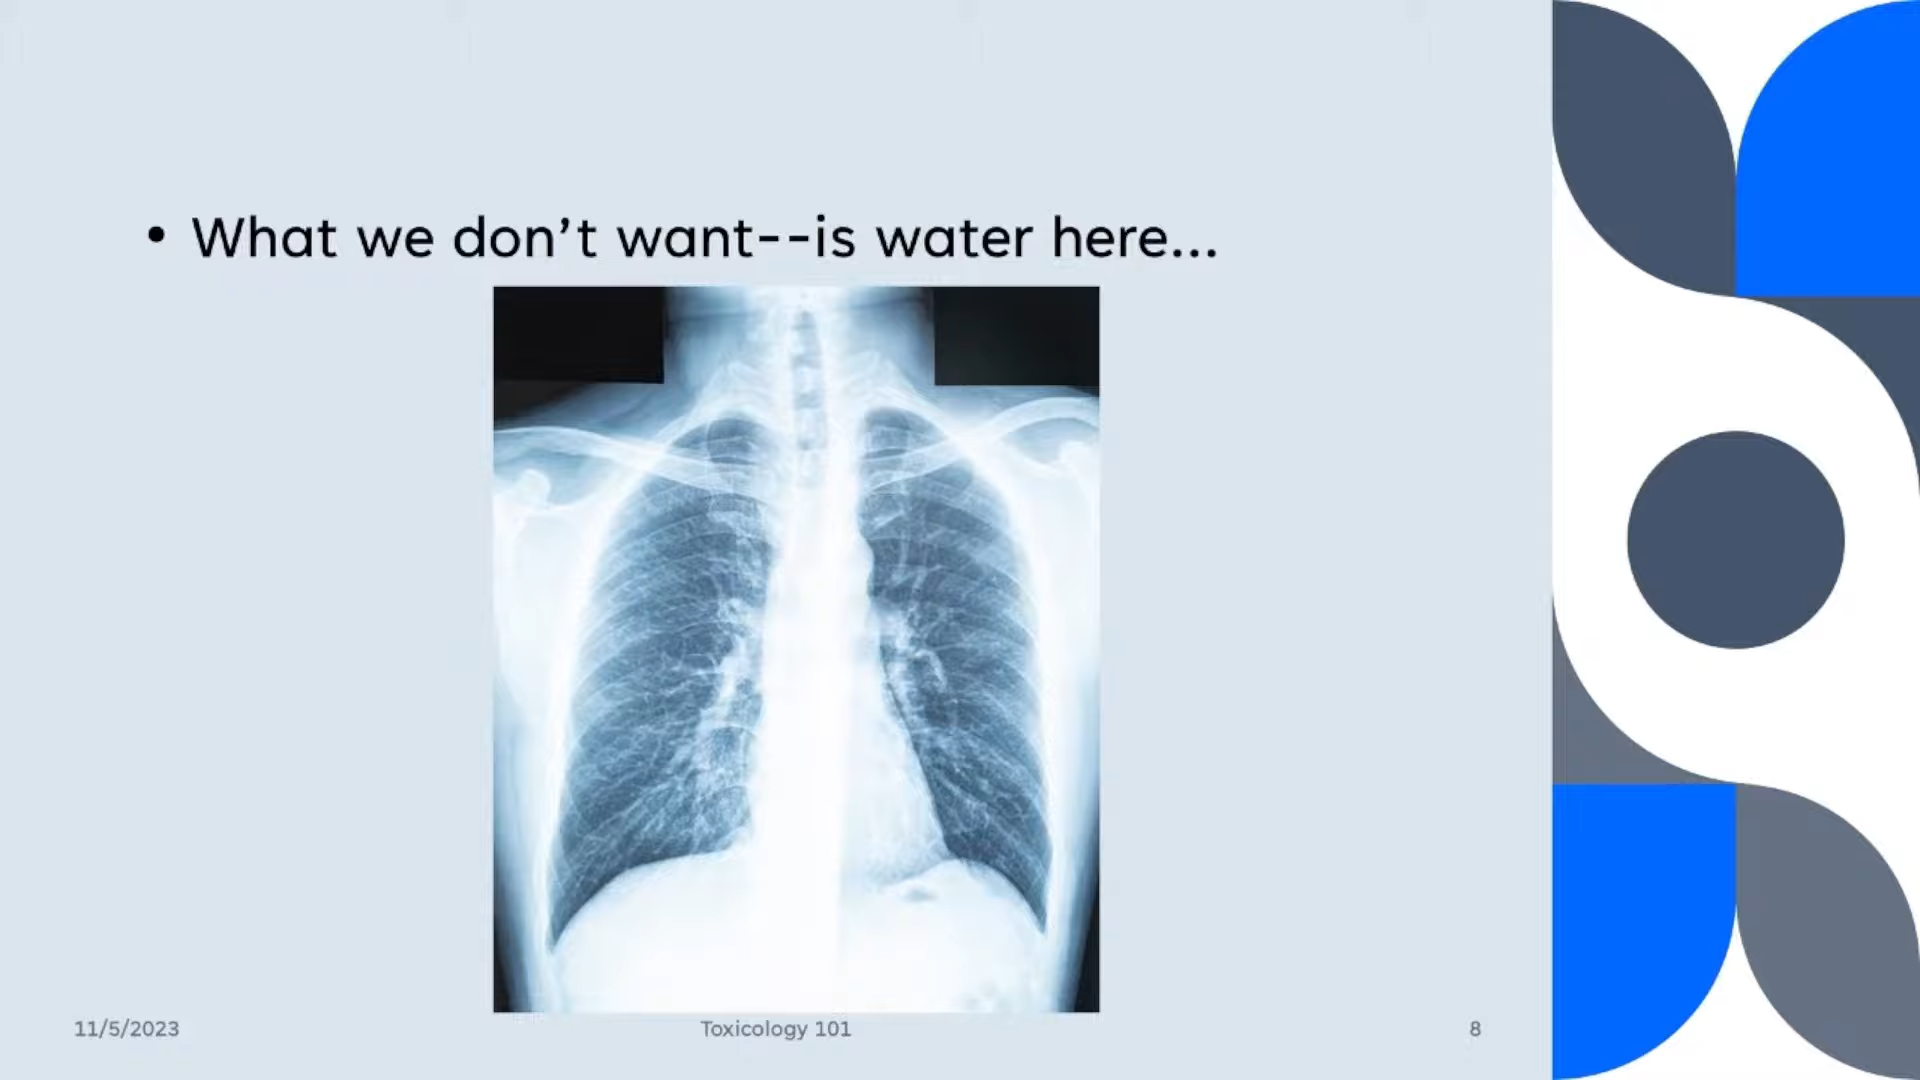 • What we don’t want--is water here...
11/5/2023
Toxicology 101
8